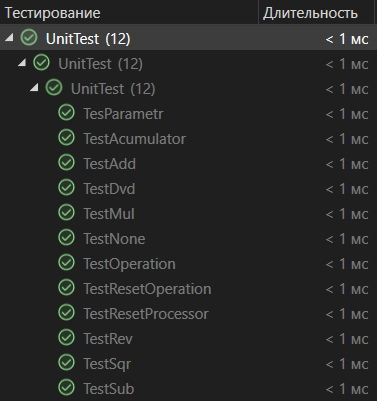 Тестирование Длительность
UnitTest (12) < 1 мс
UnitTest (12) < 1 мс
UnitTest (12) < 1 мс
TesParametr < 1 мс
TestAcumulator < 1 мс
TestAdd < 1 мс
TestDvd < 1 мс
TestMul < 1 мс
TestNone < 1 мс
TestOperation < 1 мс
TestResetOperation < 1 мс
TestResetProcessor < 1 мс
TestRev < 1 мс
TestSqr < 1 мс
TestSub < 1 мс